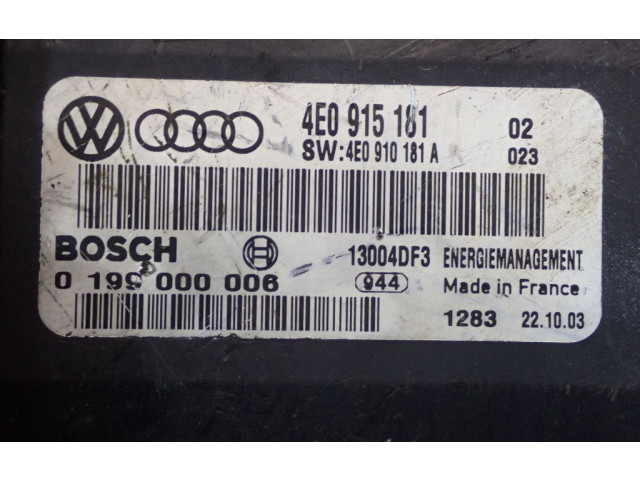 4E0 915 181 02
SW:4E0 910 181 A 023
BOSCH 13004DF3 ENERGIEMANAGEMENT
0 199 000 006 944 Made in France
1283 22.10.03